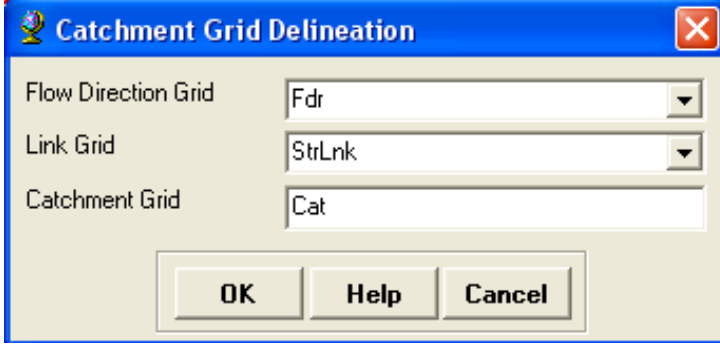 Catchment Grid Delineation
Flow Direction Grid Fdr
Link Grid StrLnk
Catchment Grid Cat
OK Help Cancel